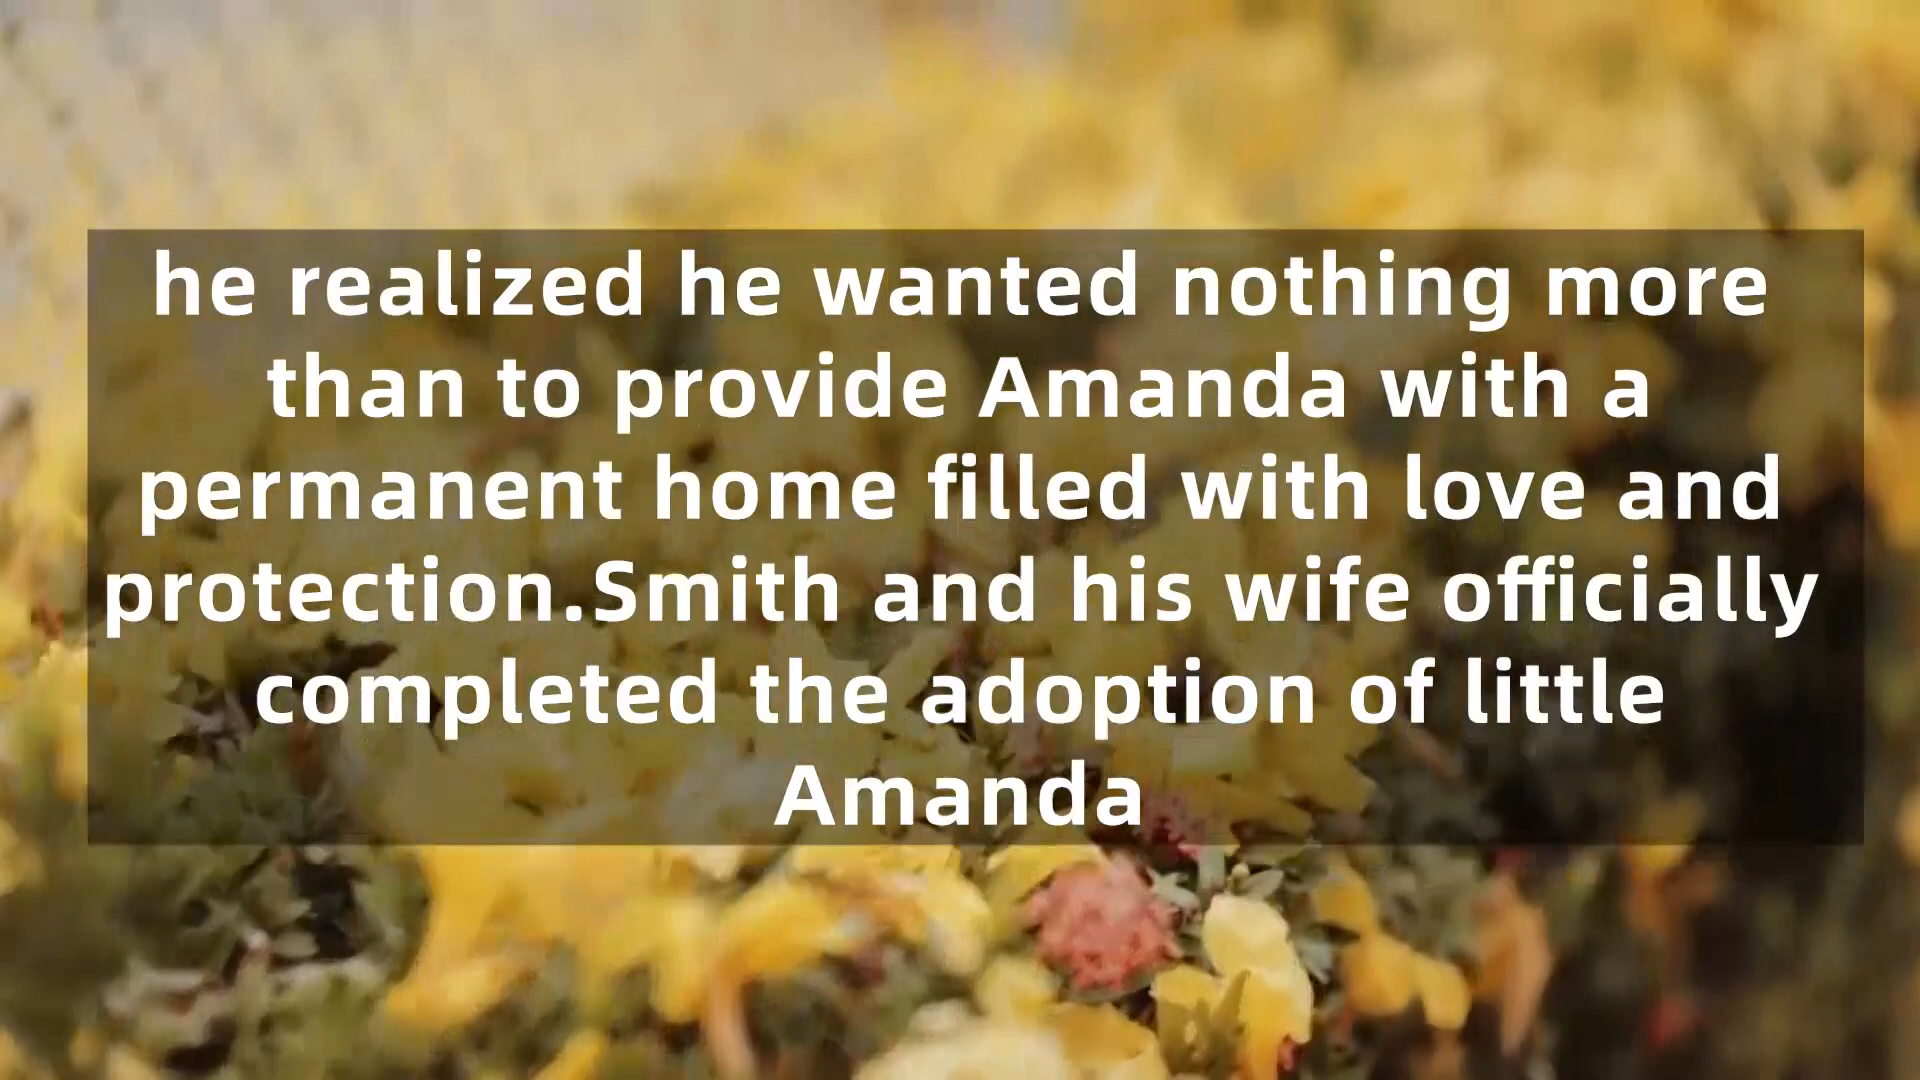 he realized he wanted nothing more
than to provide Amanda with a
permanent home filled with love and
protection.Smith and his wife officially
completed the adoption of little
Amanda